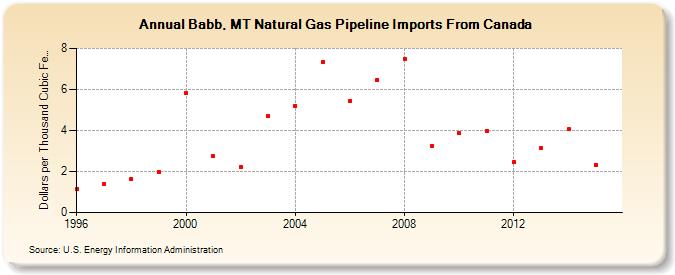 Annual Babb, MT Natural Gas Pipeline Imports From Canada
Dollars per Thousand Cubic Fe...
8
6
4
2
0
1996 2000 2004 2008 2012
Source: U.S. Energy Information Administration